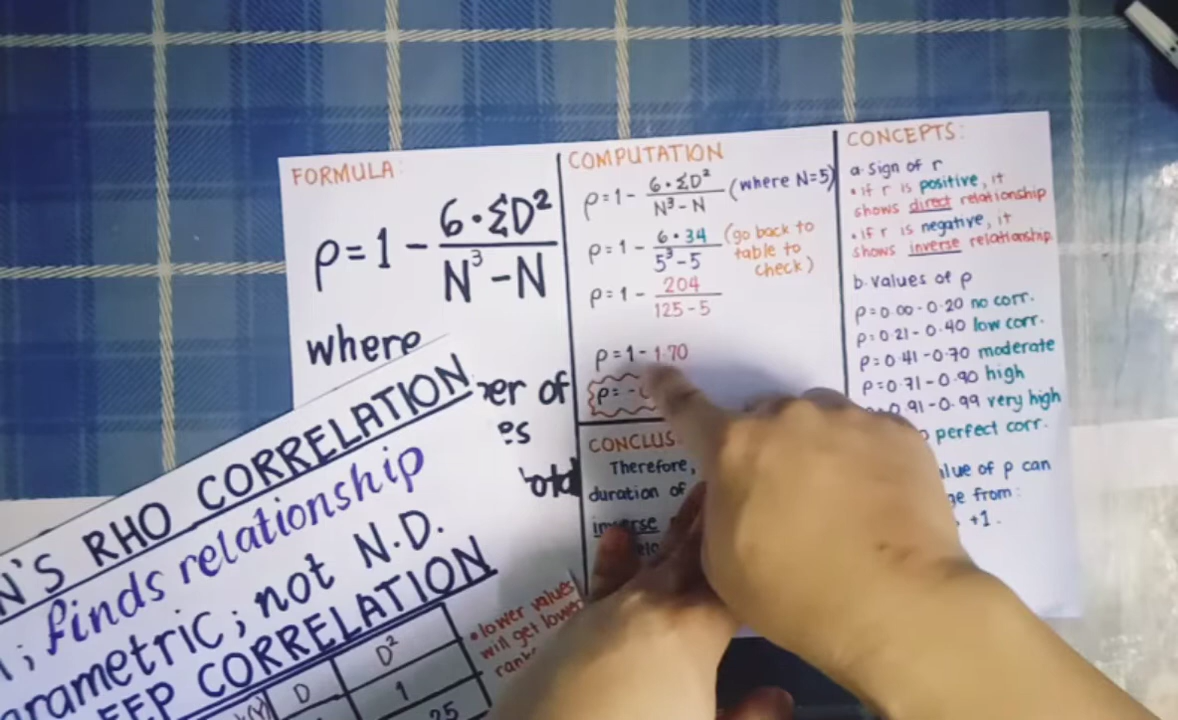 FORMULA:
ρ=1- 6·ΣD² / N³-N
where
er of
es
COMPUTATION
ρ=1- 6·ΣD² / N³-N (where N=5)
ρ=1- 6·34 / 5³-5 (go back to
table to
check)
ρ=1- 204 / 125-5
ρ=1-1.70
ρ= -
CONCLUS
Therefore,
duration of
inverse
CONCEPTS:
a. sign of r
• if r is positive, it
shows direct relationship
• if r is negative, it
shows inverse relationship
b. values of ρ
ρ=0.00-0.20 no corr.
ρ=0.21-0.40 low corr.
ρ=0.41-0.70 moderate
ρ=0.71-0.90 high
0.91-0.99 very high
perfect corr.
lue of ρ can
ge from:
+1.
N'S RHO CORRELATION
; finds relationship
arametric; not N.D.
EEP CORRELATION
D
D²
1
25
• lower values
will get lower